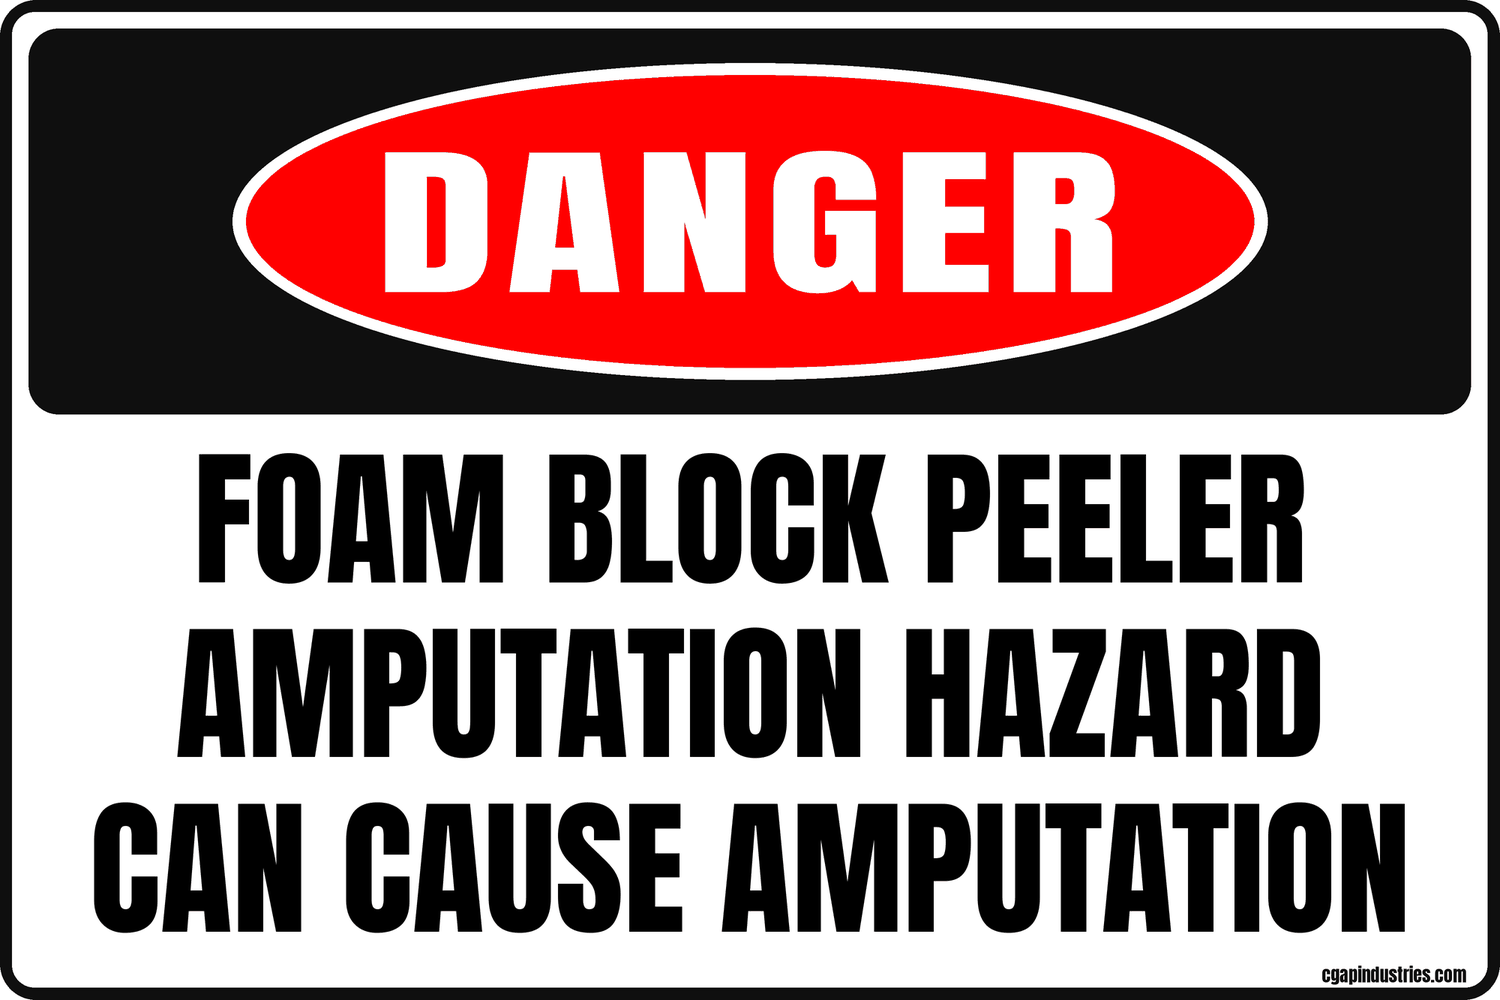 DANGER
FOAM BLOCK PEELER
AMPUTATION HAZARD
CAN CAUSE AMPUTATION
cgapindustries.com